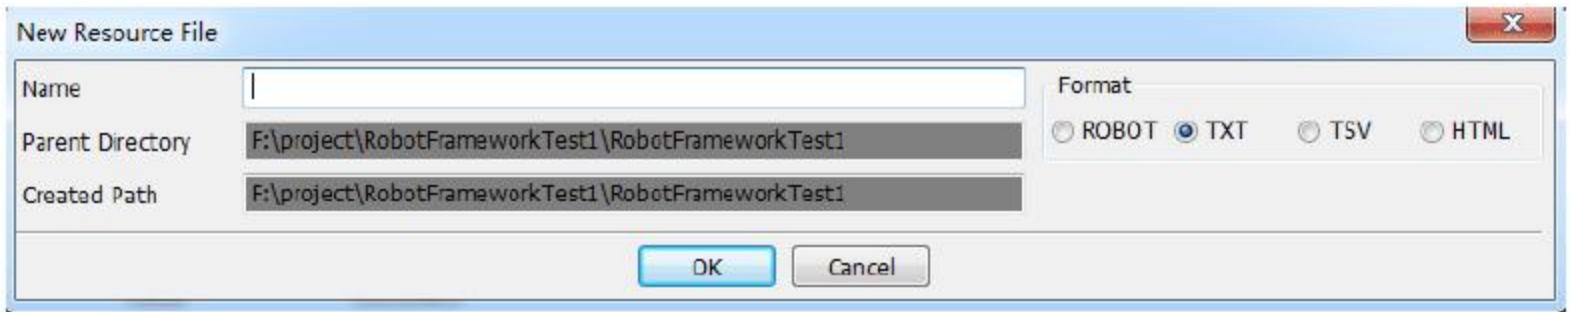 New Resource File
Name
Format
ROBOT TXT TSV HTML
Parent Directory F:\project\RobotFrameworkTest1\RobotFrameworkTest1
Created Path F:\project\RobotFrameworkTest1\RobotFrameworkTest1
OK Cancel